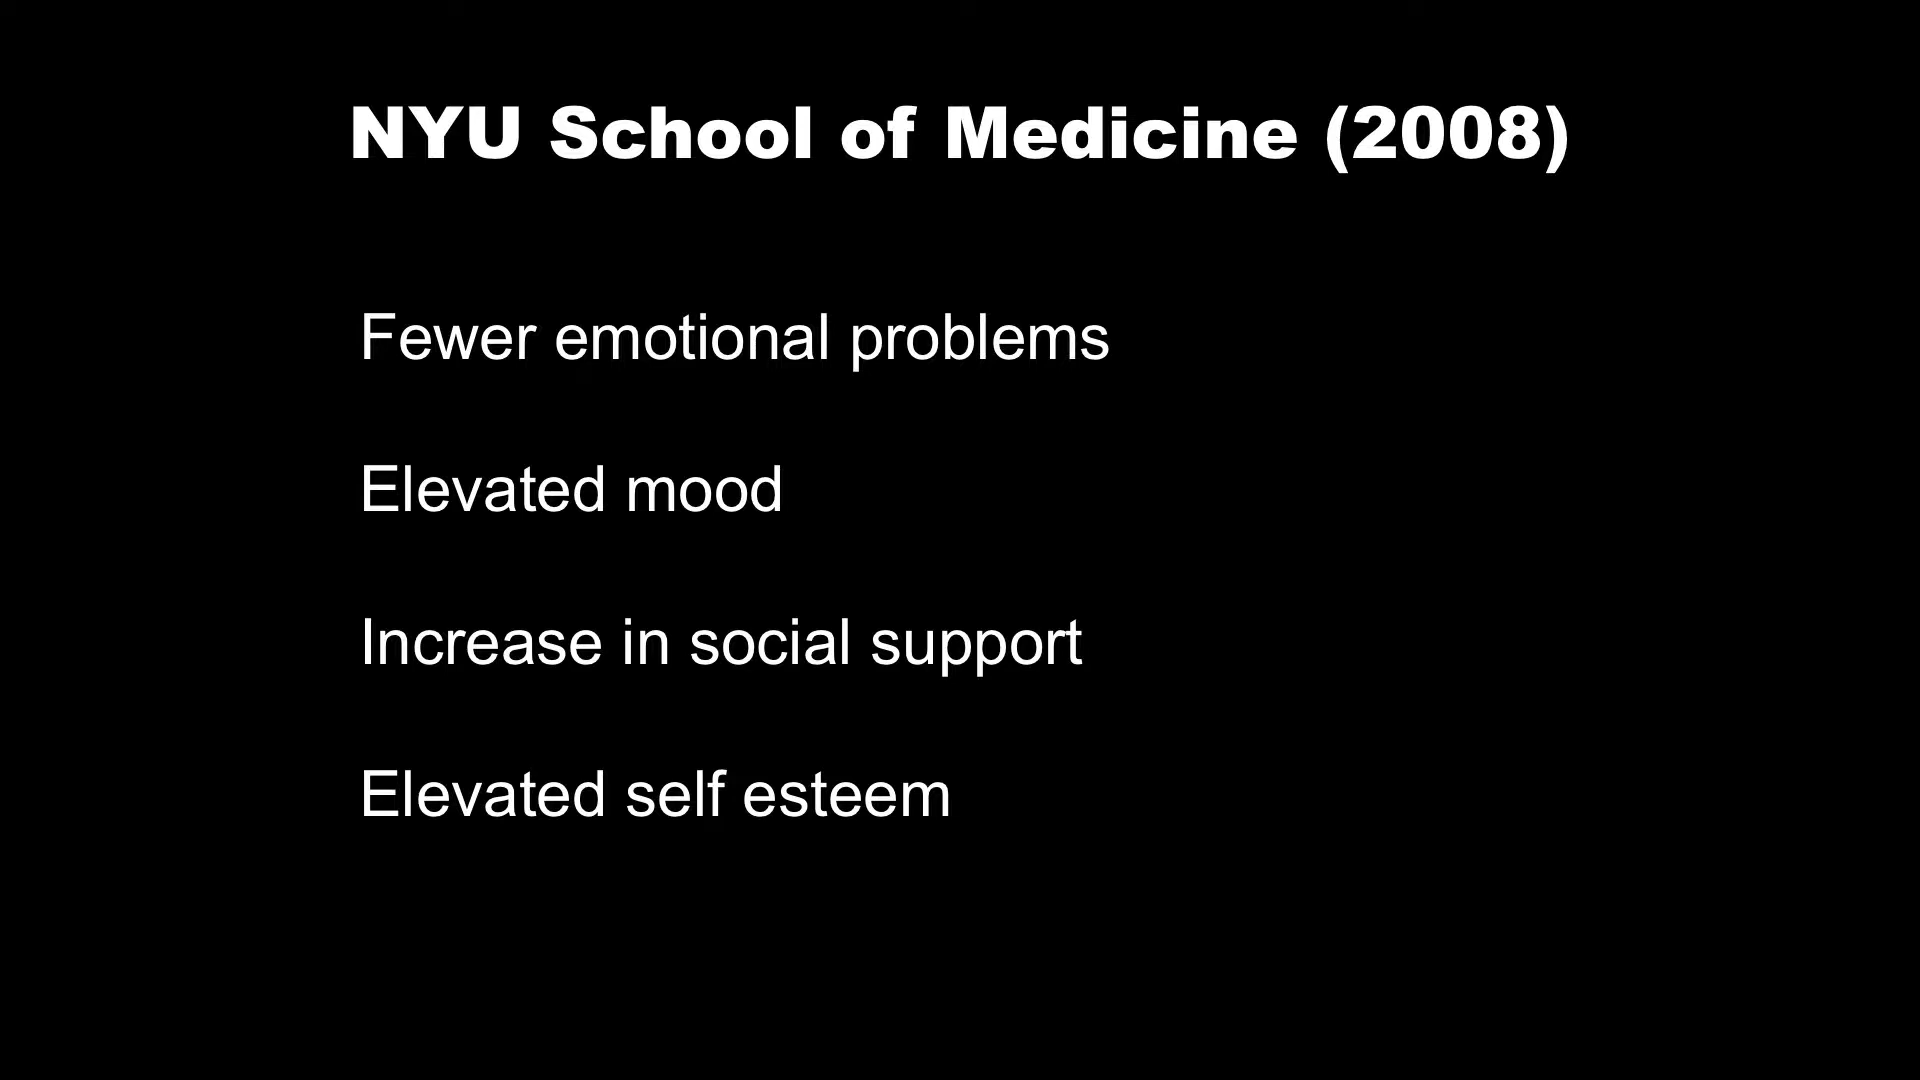 NYU School of Medicine (2008)
Fewer emotional problems
Elevated mood
Increase in social support
Elevated self esteem